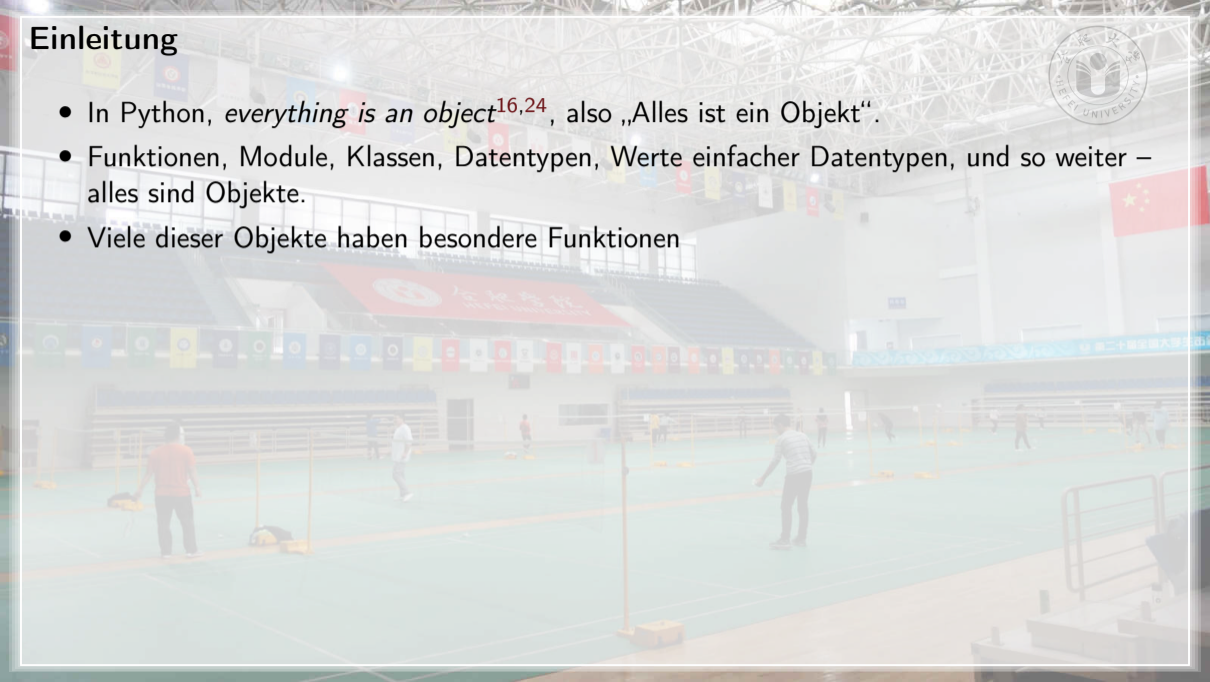 Einleitung
• In Python, everything is an object16,24, also „Alles ist ein Objekt“.
• Funktionen, Module, Klassen, Datentypen, Werte einfacher Datentypen, und so weiter –
alles sind Objekte.
• Viele dieser Objekte haben besondere Funktionen